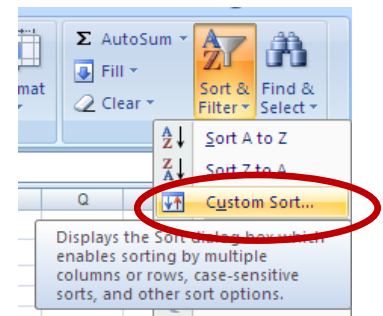 Σ AutoSum
Fill
Clear
mat
Sort &
Filter
Find &
Select
Sort A to Z
Sort Z to A
Q
Custom Sort...
Displays the Sort dialog box which
enables sorting by multiple
columns or rows, case-sensitive
sorts, and other sort options.